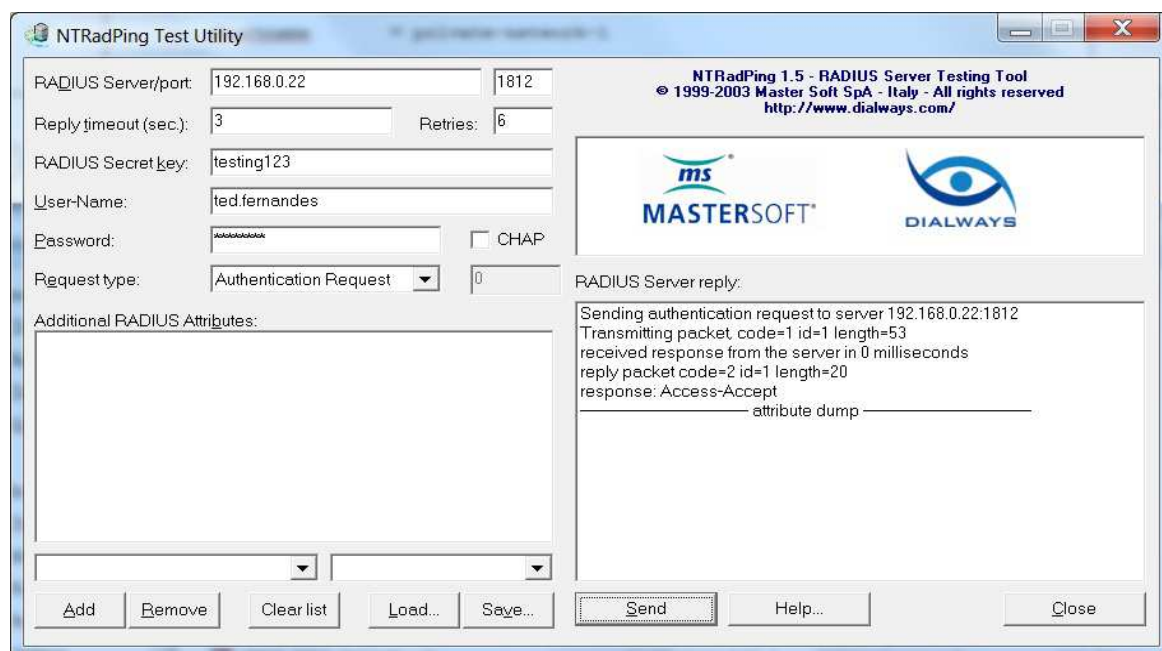 NTRadPing Test Utility
RADIUS Server/port: 192.168.0.22 1812
Reply timeout (sec.): 3 Retries: 6
RADIUS Secret key: testing123
User-Name: ted.fernandes
Password: ********* CHAP
Request type: Authentication Request 0
Additional RADIUS Attributes:
Add Remove Clear list Load... Save...
NTRadPing 1.5 - RADIUS Server Testing Tool
© 1999-2003 Master Soft SpA - Italy - All rights reserved
http://www.dialways.com/
ms
MASTERSOFT®
DIALWAYS
RADIUS Server reply:
Sending authentication request to server 192.168.0.22:1812
Transmitting packet, code=1 id=1 length=53
received response from the server in 0 milliseconds
reply packet code=2 id=1 length=20
response: Access-Accept
attribute dump
Send Help... Close